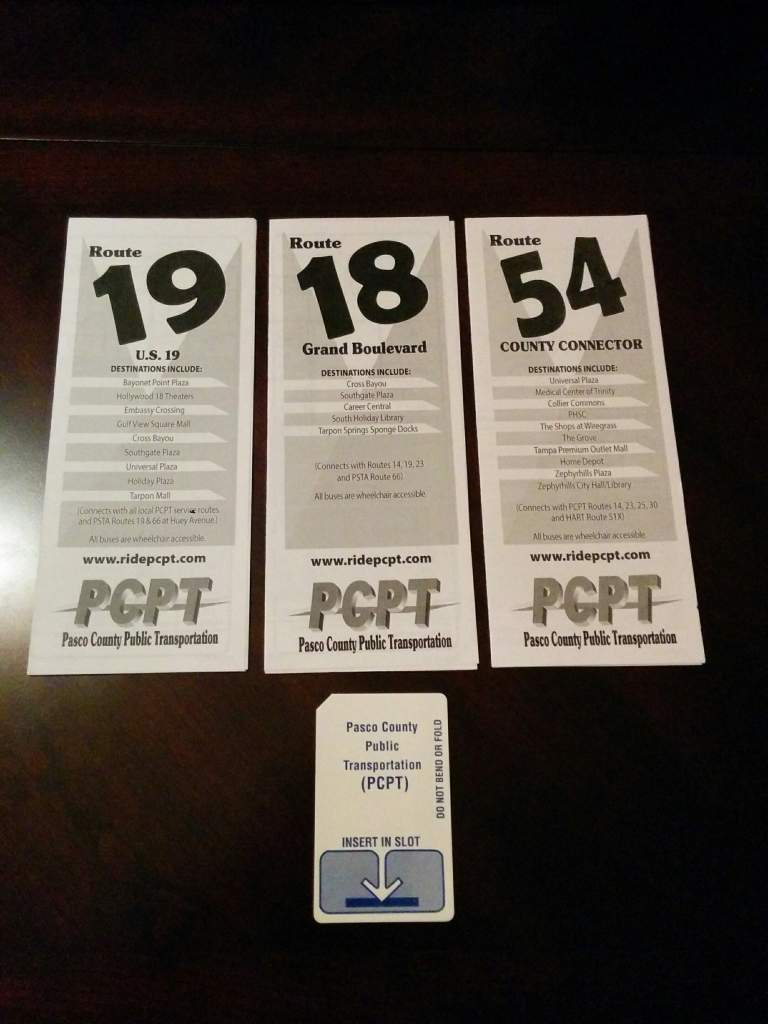 Route
19
U.S. 19
DESTINATIONS INCLUDE:
Bayonet Point Plaza
Hollywood 18 Theaters
Embassy Crossing
Gulf View Square Mall
Cross Bayou
Southgate Plaza
Universal Plaza
Holiday Plaza
Tarpon Mall
(Connects with all local PCPT service routes
and PSTA Routes 19 & 66 at Huey Avenue.)
All buses are wheelchair accessible.
www.ridepcpt.com
PCPT
Pasco County Public Transportation
Route
18
Grand Boulevard
DESTINATIONS INCLUDE:
Cross Bayou
Southgate Plaza
Career Central
South Holiday Library
Tarpon Springs Sponge Docks
(Connects with Routes 14, 19, 23
and PSTA Route 66)
All buses are wheelchair accessible.
www.ridepcpt.com
PCPT
Pasco County Public Transportation
Route
54
COUNTY CONNECTOR
DESTINATIONS INCLUDE:
Universal Plaza
Medical Center of Trinity
Collier Commons
PHSC
The Shops at Wiregrass
The Grove
Tampa Premium Outlet Mall
Home Depot
Zephyrhills Plaza
Zephyrhills City Hall/Library
(Connects with PCPT Routes 14, 23, 25, 30
and HART Route 51X)
All buses are wheelchair accessible.
www.ridepcpt.com
PCPT
Pasco County Public Transportation
Pasco County
Public
Transportation
(PCPT)
DO NOT BEND OR FOLD
INSERT IN SLOT